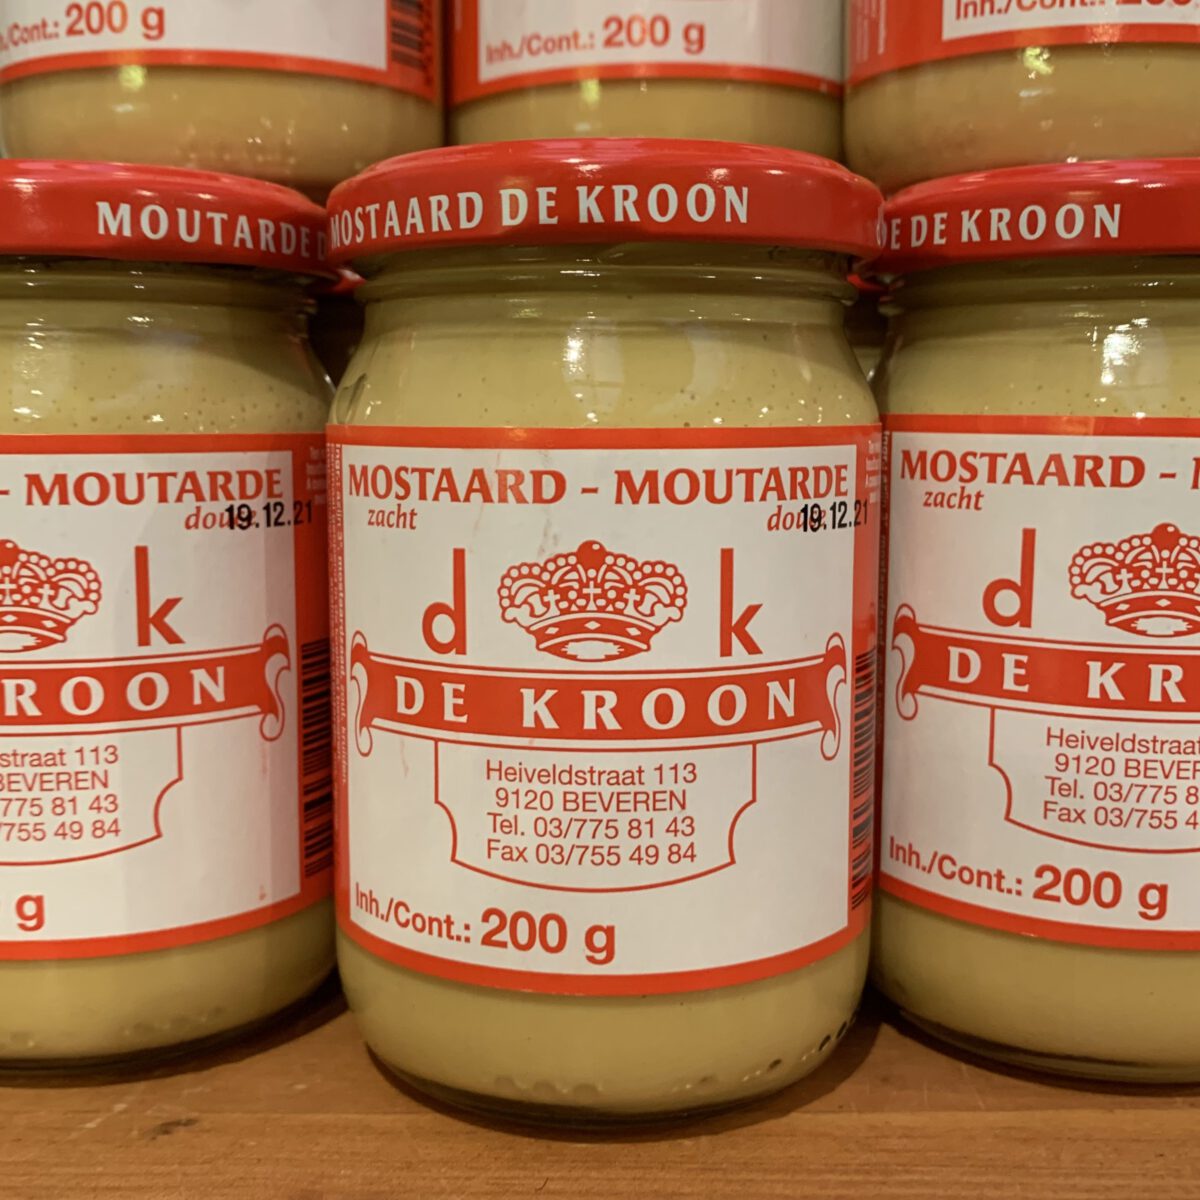 Cont.: 200 g
Inh./Cont.: 200 g
Inh./Cont.:
MOUTARDE
MOSTAARD DE KROON
DE KROON
- MOUTARDE
19.12.21
k
ROON
straat 113
BEVEREN
775 81 43
755 49 84
g
MOSTAARD - MOUTARDE
zacht
19.12.21
d k
DE KROON
Heiveldstraat 113
9120 BEVEREN
Tel. 03/775 81 43
Fax 03/755 49 84
Inh./Cont.: 200 g
MOSTAARD -
zacht
d
DE KR
Heiveldstraat
9120 BEVER
Tel. 03/775 8
Fax 03/755 4
Inh./Cont.: 200 g